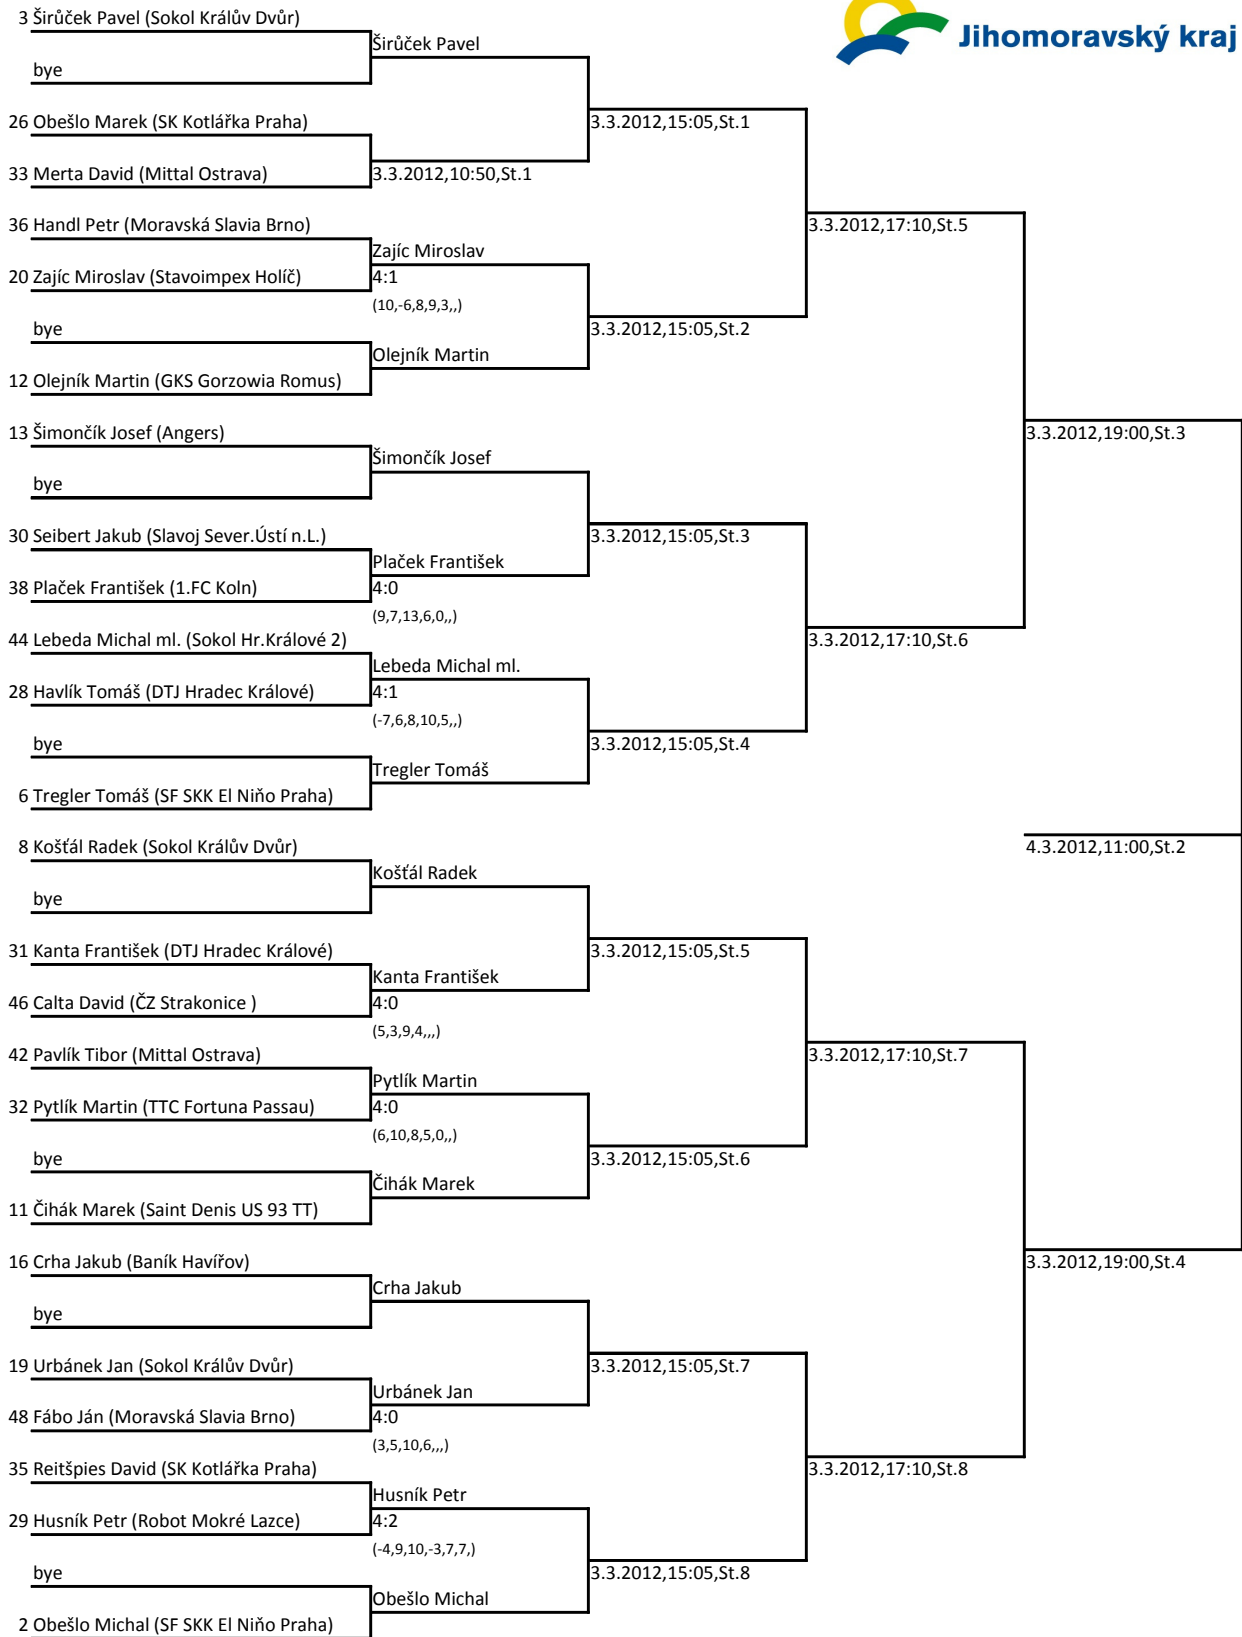 3 Širůček Pavel (Sokol Králův Dvůr)
Jihomoravský kraj
Širůček Pavel
bye
26 Obešlo Marek (SK Kotlářka Praha)
3.3.2012,15:05,St.1
33 Merta David (Mittal Ostrava)
3.3.2012,10:50,St.1
36 Handl Petr (Moravská Slavia Brno)
3.3.2012,17:10,St.5
Zajíc Miroslav
20 Zajíc Miroslav (Stavoimpex Holíč)
4:1
(10,-6,8,9,3,,)
bye
3.3.2012,15:05,St.2
Olejník Martin
12 Olejník Martin (GKS Gorzowia Romus)
13 Šimončík Josef (Angers)
3.3.2012,19:00,St.3
Šimončík Josef
bye
30 Seibert Jakub (Slavoj Sever.Ústí n.L.)
3.3.2012,15:05,St.3
Plaček František
38 Plaček František (1.FC Koln)
4:0
(9,7,13,6,0,,)
44 Lebeda Michal ml. (Sokol Hr.Králové 2)
3.3.2012,17:10,St.6
Lebeda Michal ml.
28 Havlík Tomáš (DTJ Hradec Králové)
4:1
(-7,6,8,10,5,,)
bye
3.3.2012,15:05,St.4
Tregler Tomáš
6 Tregler Tomáš (SF SKK El Niňo Praha)
8 Košťál Radek (Sokol Králův Dvůr)
4.3.2012,11:00,St.2
Košťál Radek
bye
31 Kanta František (DTJ Hradec Králové)
3.3.2012,15:05,St.5
Kanta František
46 Calta David (ČZ Strakonice )
4:0
(5,3,9,4,,,)
42 Pavlík Tibor (Mittal Ostrava)
3.3.2012,17:10,St.7
Pytlík Martin
32 Pytlík Martin (TTC Fortuna Passau)
4:0
(6,10,8,5,0,,)
bye
3.3.2012,15:05,St.6
Čihák Marek
11 Čihák Marek (Saint Denis US 93 TT)
16 Crha Jakub (Baník Havířov)
3.3.2012,19:00,St.4
Crha Jakub
bye
19 Urbánek Jan (Sokol Králův Dvůr)
3.3.2012,15:05,St.7
Urbánek Jan
48 Fábo Ján (Moravská Slavia Brno)
4:0
(3,5,10,6,,,)
35 Reitšpies David (SK Kotlářka Praha)
3.3.2012,17:10,St.8
Husník Petr
29 Husník Petr (Robot Mokré Lazce)
4:2
(-4,9,10,-3,7,7,)
bye
3.3.2012,15:05,St.8
Obešlo Michal
2 Obešlo Michal (SF SKK El Niňo Praha)